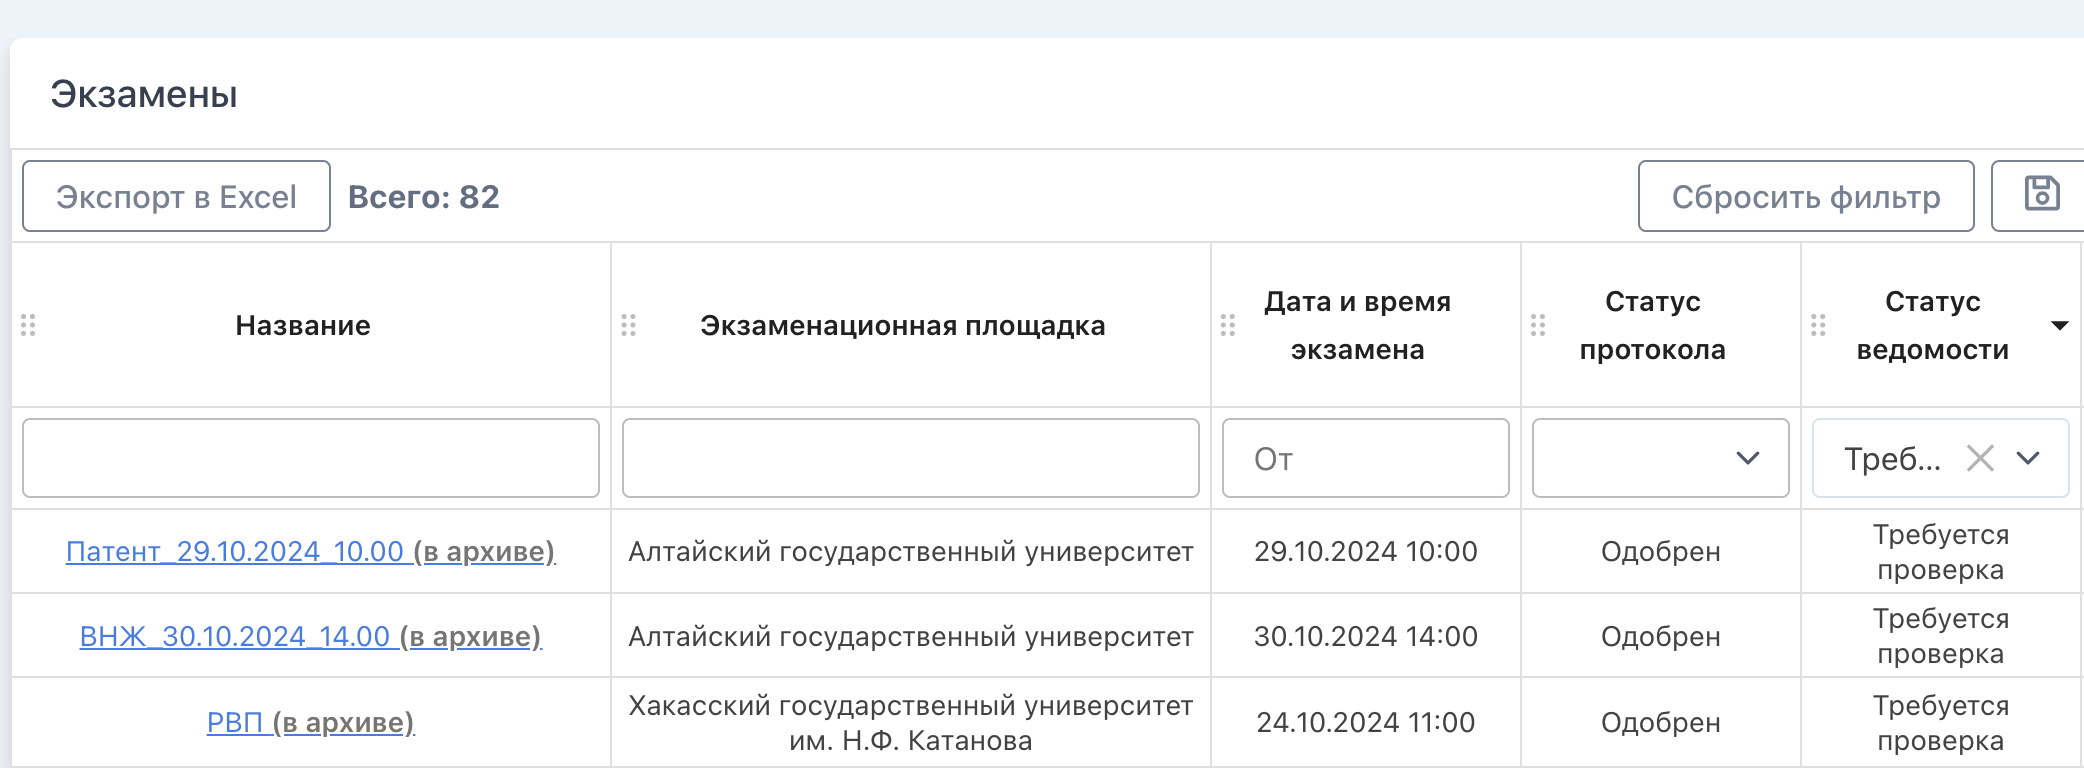 Экзамены
Экспорт в Excel
Всего: 82
Сбросить фильтр
Название
Экзаменационная площадка
Дата и время
экзамена
Статус
протокола
Статус
ведомости
От
Треб...
Патент_29.10.2024_10.00 (в архиве)
Алтайский государственный университет
29.10.2024 10:00
Одобрен
Требуется
проверка
ВНЖ_30.10.2024_14.00 (в архиве)
Алтайский государственный университет
30.10.2024 14:00
Одобрен
Требуется
проверка
РВП (в архиве)
Хакасский государственный университет
им. Н.Ф. Катанова
24.10.2024 11:00
Одобрен
Требуется
проверка